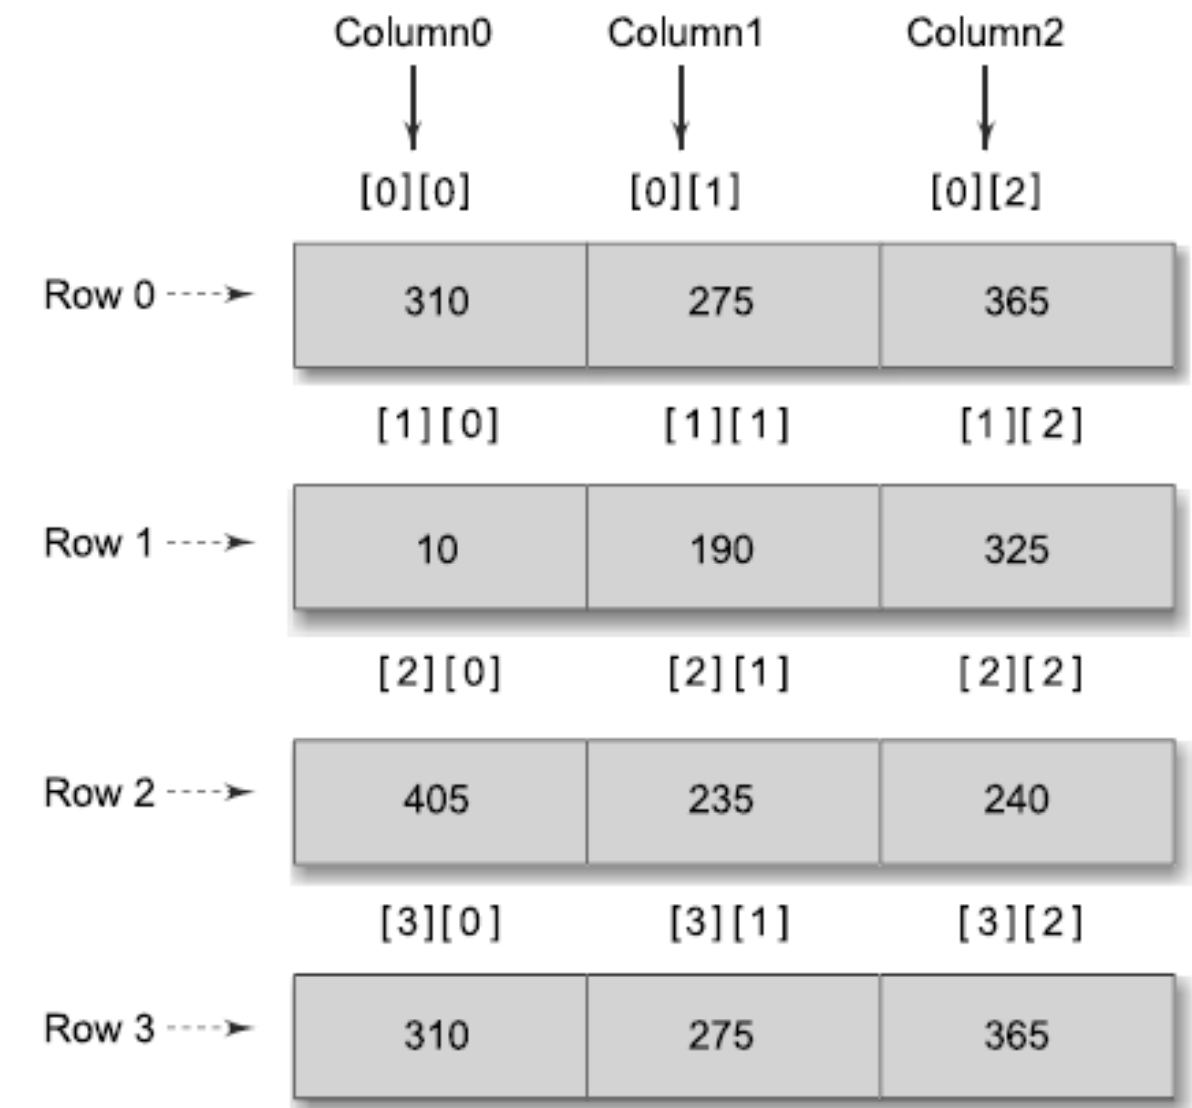 Column0 Column1 Column2
[0][0] [0][1] [0][2]
Row 0 310 275 365
[1][0] [1][1] [1][2]
Row 1 10 190 325
[2][0] [2][1] [2][2]
Row 2 405 235 240
[3][0] [3][1] [3][2]
Row 3 310 275 365